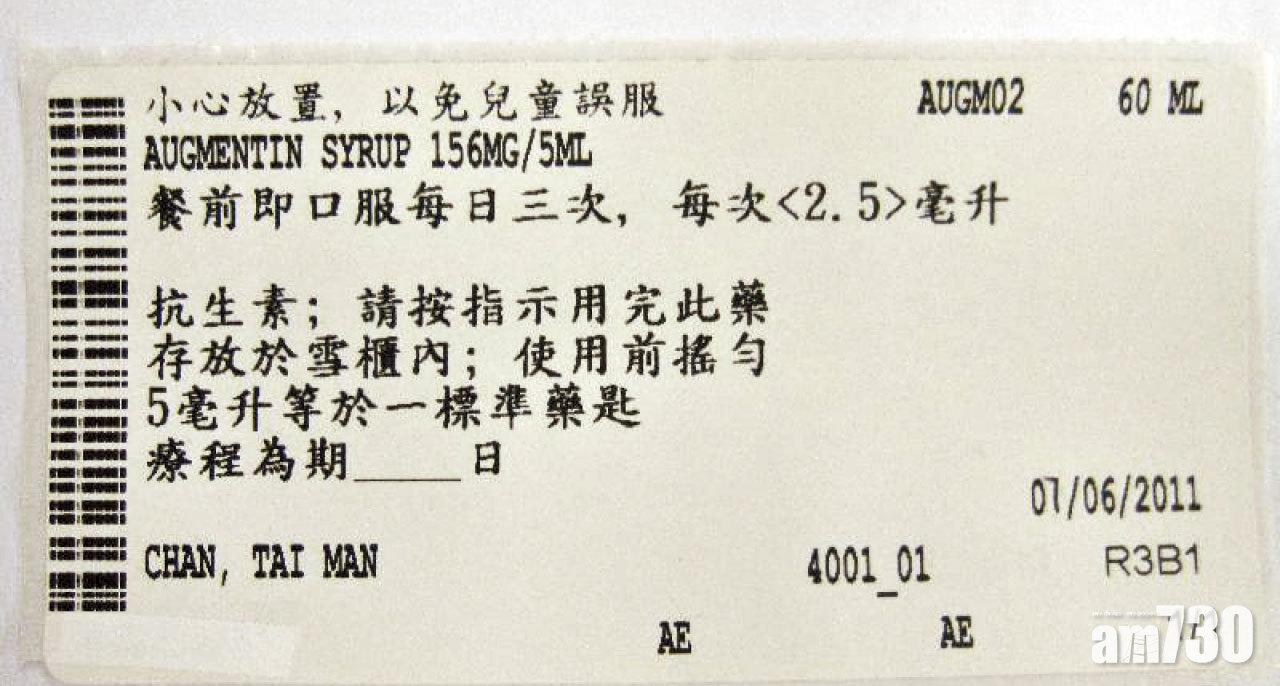 小心放置，以免兒童誤服 AUGM02 60 ML
AUGMENTIN SYRUP 156MG/5ML
餐前即口服每日三次，每次<2.5>毫升
抗生素；請按指示用完此藥
存放於雪櫃內；使用前搖勻
5毫升等於一標準藥匙
療程為期_____日
07/06/2011
CHAN, TAI MAN 4001_01 R3B1
AE AE
am730